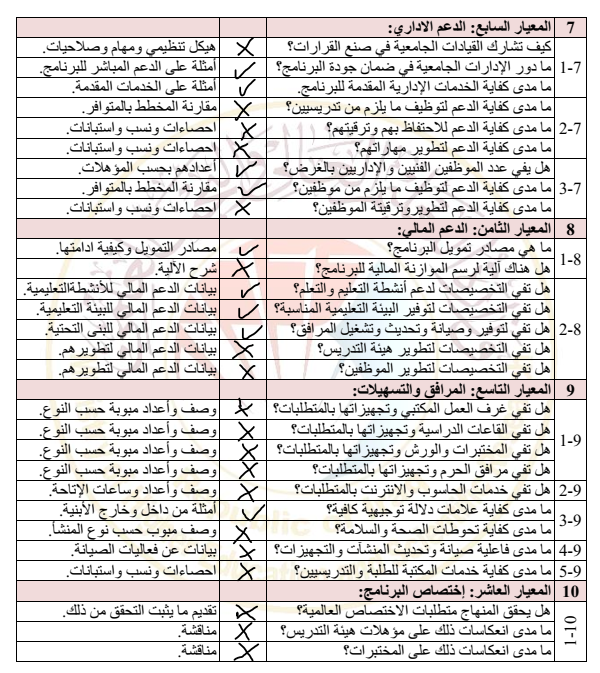 7 المعيار السابع: الدعم الاداري:
1-7 كيف تشارك القيادات الجامعية في صنع القرارات؟ ✗ هيكل تنظيمي ومهام وصلاحيات.
ما دور الإدارات الجامعية في ضمان جودة البرنامج؟ ✓ أمثلة على الدعم المباشر للبرنامج.
ما مدى كفاية الخدمات الإدارية المقدمة للبرنامج. ✓ أمثلة على الخدمات المقدمة.
2-7 ما مدى كفاية الدعم لتوظيف ما يلزم من تدريسيين؟ ✗ مقارنة المخطط بالمتوافر.
ما مدى كفاية الدعم للاحتفاظ بهم وترقيتهم؟ ✗ احصاءات ونسب واستبانات.
ما مدى كفاية الدعم لتطوير مهاراتهم؟ ✗ احصاءات ونسب واستبانات.
3-7 هل يفي عدد الموظفين الفنيين والإداريين بالغرض؟ ✓ أعدادهم بحسب المؤهلات.
ما مدى كفاية الدعم لتوظيف ما يلزم من موظفين؟ ✓ مقارنة المخطط بالمتوافر.
ما مدى كفاية الدعم لتطويروترقيتة الموظفين؟ ✗ احصاءات ونسب واستبانات.
8 المعيار الثامن: الدعم المالي:
1-8 ما هي مصادر تمويل البرنامج؟ ✓ مصادر التمويل وكيفية ادامتها.
هل هناك آلية لرسم الموازنة المالية للبرنامج؟ ✗ شرح الآلية.
2-8 هل تفي التخصيصات لدعم أنشطة التعليم والتعلم؟ ✓ بيانات الدعم المالي للأنشطةالتعليمية.
هل تفي التخصيصات لتوفير البيئة التعليمية المناسبة؟ ✓ بيانات الدعم المالي للبيئة التعليمية.
هل تفي لتوفير وصيانة وتحديث وتشغيل المرافق؟ ✓ بيانات الدعم المالي للبنى التحتية.
هل تفي التخصيصات لتطوير هيئة التدريس؟ ✗ بيانات الدعم المالي لتطويرهم.
هل تفي التخصيصات لتطوير الموظفين؟ ✗ بيانات الدعم المالي لتطويرهم.
9 المعيار التاسع: المرافق والتسهيلات:
1-9 هل تفي غرف العمل المكتبي وتجهيزاتها بالمتطلبات؟ ✗ وصف وأعداد مبوبة حسب النوع.
هل تفي القاعات الدراسية وتجهيزاتها بالمتطلبات؟ ✗ وصف وأعداد مبوبة حسب النوع.
هل تفي المختبرات والورش وتجهيزاتها بالمتطلبات؟ ✗ وصف وأعداد مبوبة حسب النوع.
هل تفي مرافق الحرم وتجهيزاتها بالمتطلبات؟ ✗ وصف وأعداد مبوبة حسب النوع.
2-9 هل تفي خدمات الحاسوب والانترنت بالمتطلبات؟ ✗ وصف وأعداد وساعات الإتاحة.
3-9 ما مدى كفاية علامات دلالة توجيهية كافية؟ ✓ أمثلة من داخل وخارج الأبنية.
ما مدى كفاية تحوطات الصحة والسلامة؟ ✗ وصف مبوب حسب نوع المنشأ.
4-9 ما مدى فاعلية صيانة وتحديث المنشآت والتجهيزات؟ ✗ بيانات عن فعاليات الصيانة.
5-9 ما مدى كفاية خدمات المكتبة للطلبة والتدريسيين؟ ✗ احصاءات ونسب واستبانات.
10 المعيار العاشر: إختصاص البرنامج:
1-10 هل يحقق المنهاج متطلبات الاختصاص العالمية؟ ✗ تقديم ما يثبت التحقق من ذلك.
ما مدى انعكاسات ذلك على مؤهلات هيئة التدريس؟ ✗ مناقشة.
ما مدى انعكاسات ذلك على المختبرات؟ ✗ مناقشة.